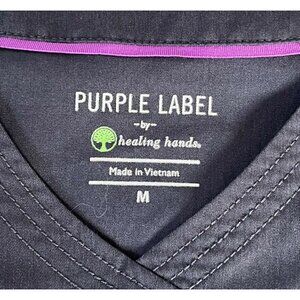 PURPLE LABEL
-by-
healing hands®
Made in Vietnam
M